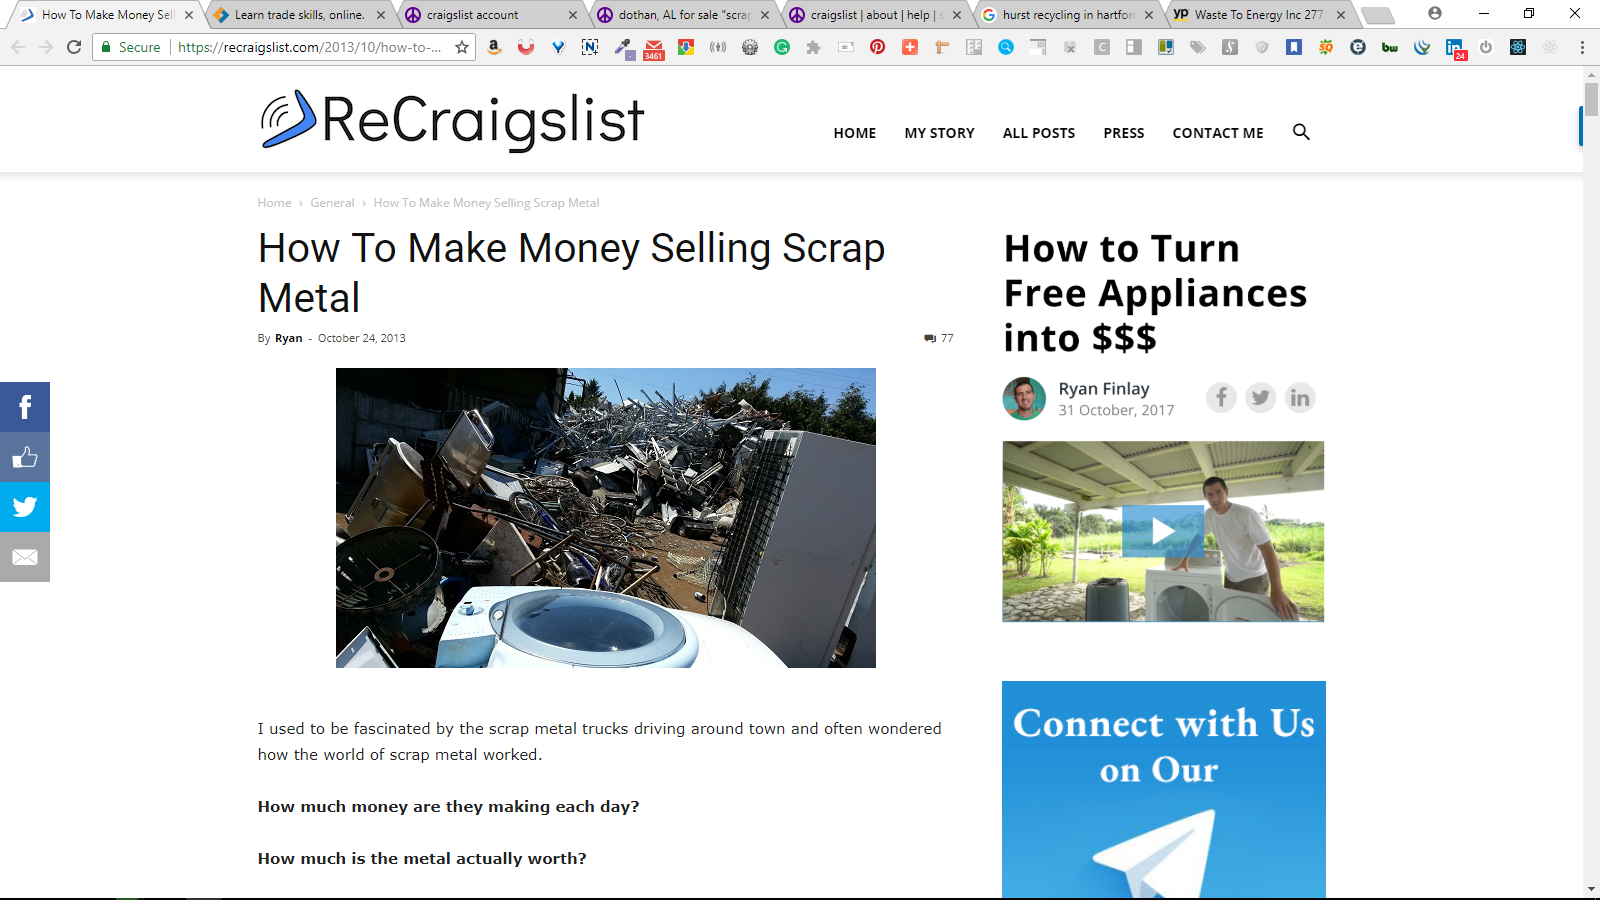 How To Make Money Sel
Learn trade skills, online.
craigslist account
dothan, AL for sale "scrap
craigslist | about | help | s
hurst recycling in hartfor
YP Waste To Energy Inc 277
Secure
https://recraigslist.com/2013/10/how-to-...
3461
bw
24
ReCraigslist
HOME
MY STORY
ALL POSTS
PRESS
CONTACT ME
Home › General › How To Make Money Selling Scrap Metal
How To Make Money Selling Scrap
Metal
By Ryan - October 24, 2013
77
I used to be fascinated by the scrap metal trucks driving around town and often wondered
how the world of scrap metal worked.
How much money are they making each day?
How much is the metal actually worth?
How to Turn
Free Appliances
into $$$
Ryan Finlay
31 October, 2017
Connect with Us
on Our